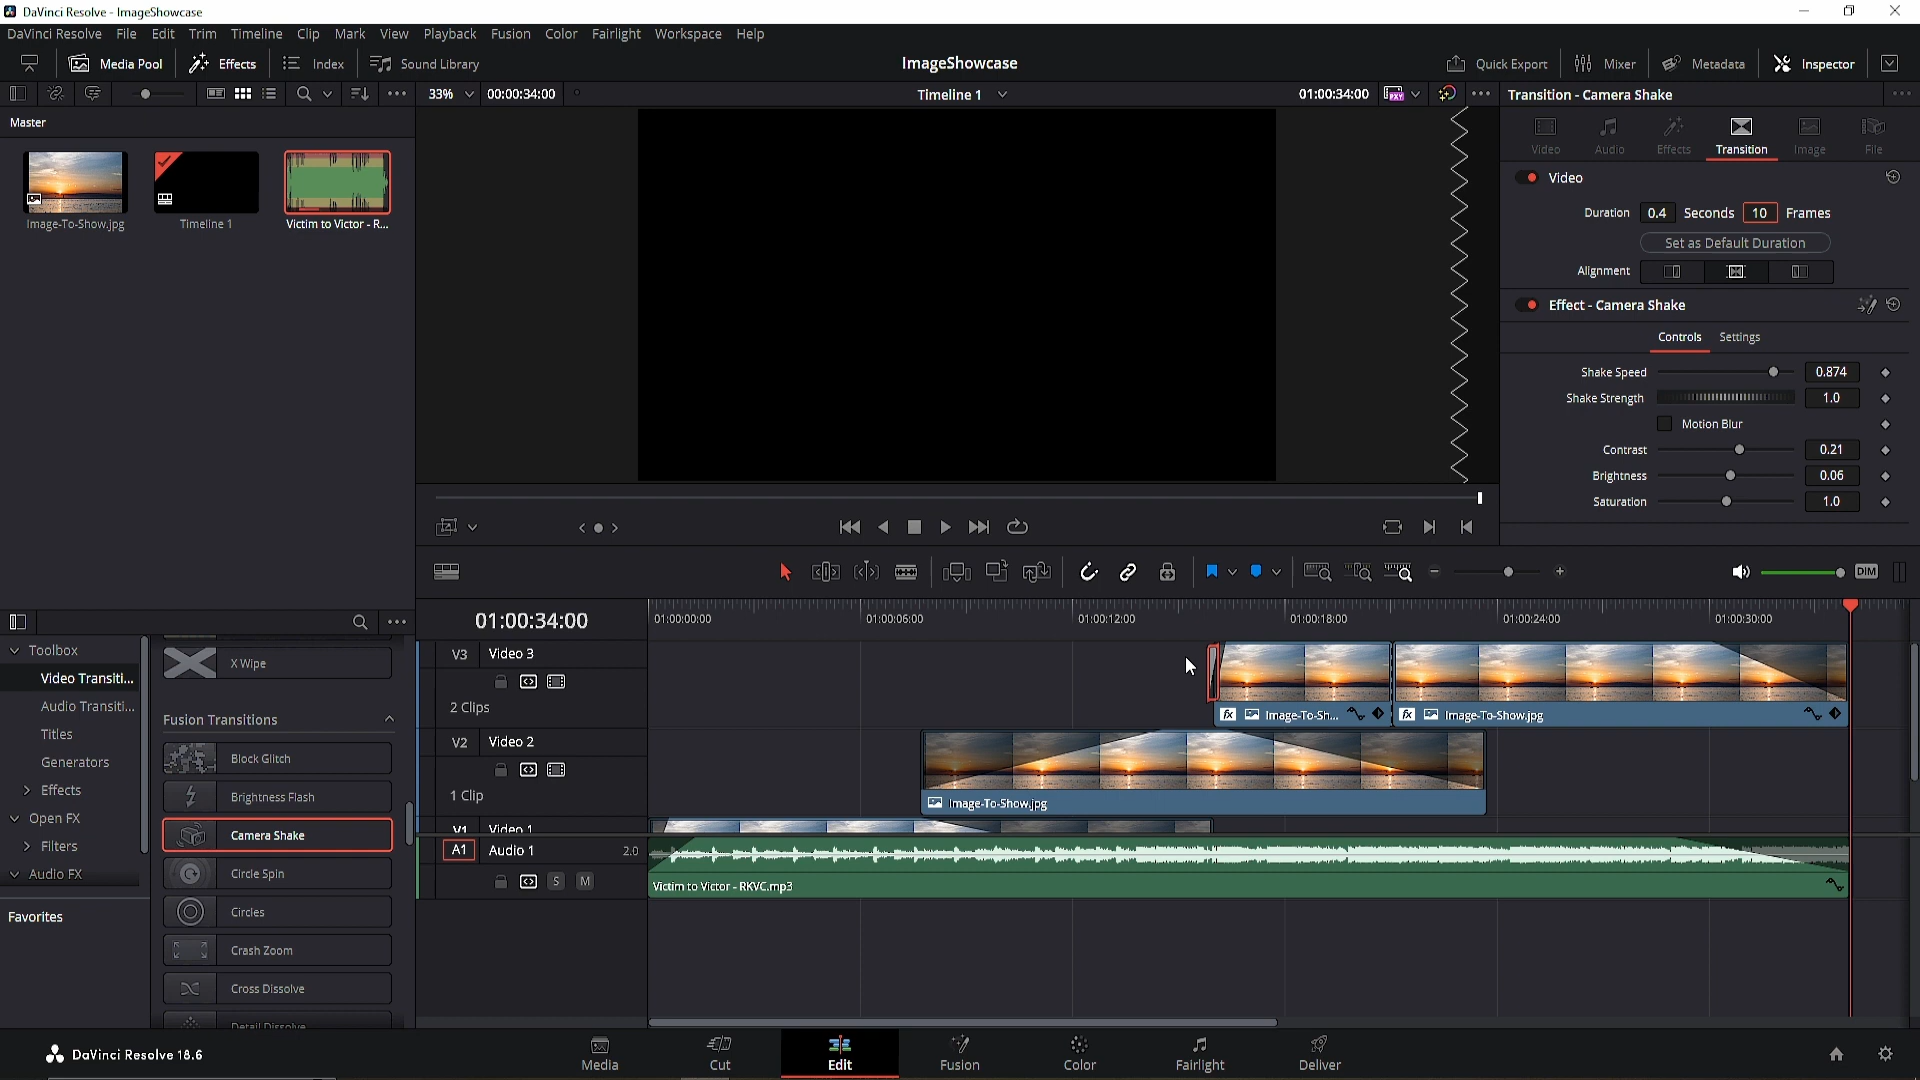 DaVinci Resolve - ImageShowcase
DaVinci Resolve File Edit Trim Timeline Clip Mark View Playback Fusion Color Fairlight Workspace Help
Media Pool Effects Index Sound Library
ImageShowcase
Quick Export Mixer Metadata Inspector
33% 00:00:34:00
Timeline 1
01:00:34:00
PXY
Transition - Camera Shake
Master
Image-To-Show.jpg
Timeline 1
Victim to Victor - R...
Video Audio Effects Transition Image File
Video
Duration 0.4 Seconds 10 Frames
Set as Default Duration
Alignment
Effect - Camera Shake
Controls Settings
Shake Speed 0.874
Shake Strength 1.0
Motion Blur
Contrast 0.21
Brightness 0.06
Saturation 1.0
DIM
Toolbox
Video Transiti...
Audio Transiti...
Titles
Generators
Effects
Open FX
Filters
Audio FX
Favorites
X Wipe
Fusion Transitions
Block Glitch
Brightness Flash
Camera Shake
Circle Spin
Circles
Crash Zoom
Cross Dissolve
Detail Dissolve
01:00:34:00
01:00:00:00 01:00:06:00 01:00:12:00 01:00:18:00 01:00:24:00 01:00:30:00
V3 Video 3
2 Clips
fx Image-To-Sh...
fx Image-To-Show.jpg
V2 Video 2
1 Clip
Image-To-Show.jpg
V1 Video 1
A1 Audio 1 2.0
S M
Victim to Victor - RKVC.mp3
DaVinci Resolve 18.6
Media Cut Edit Fusion Color Fairlight Deliver